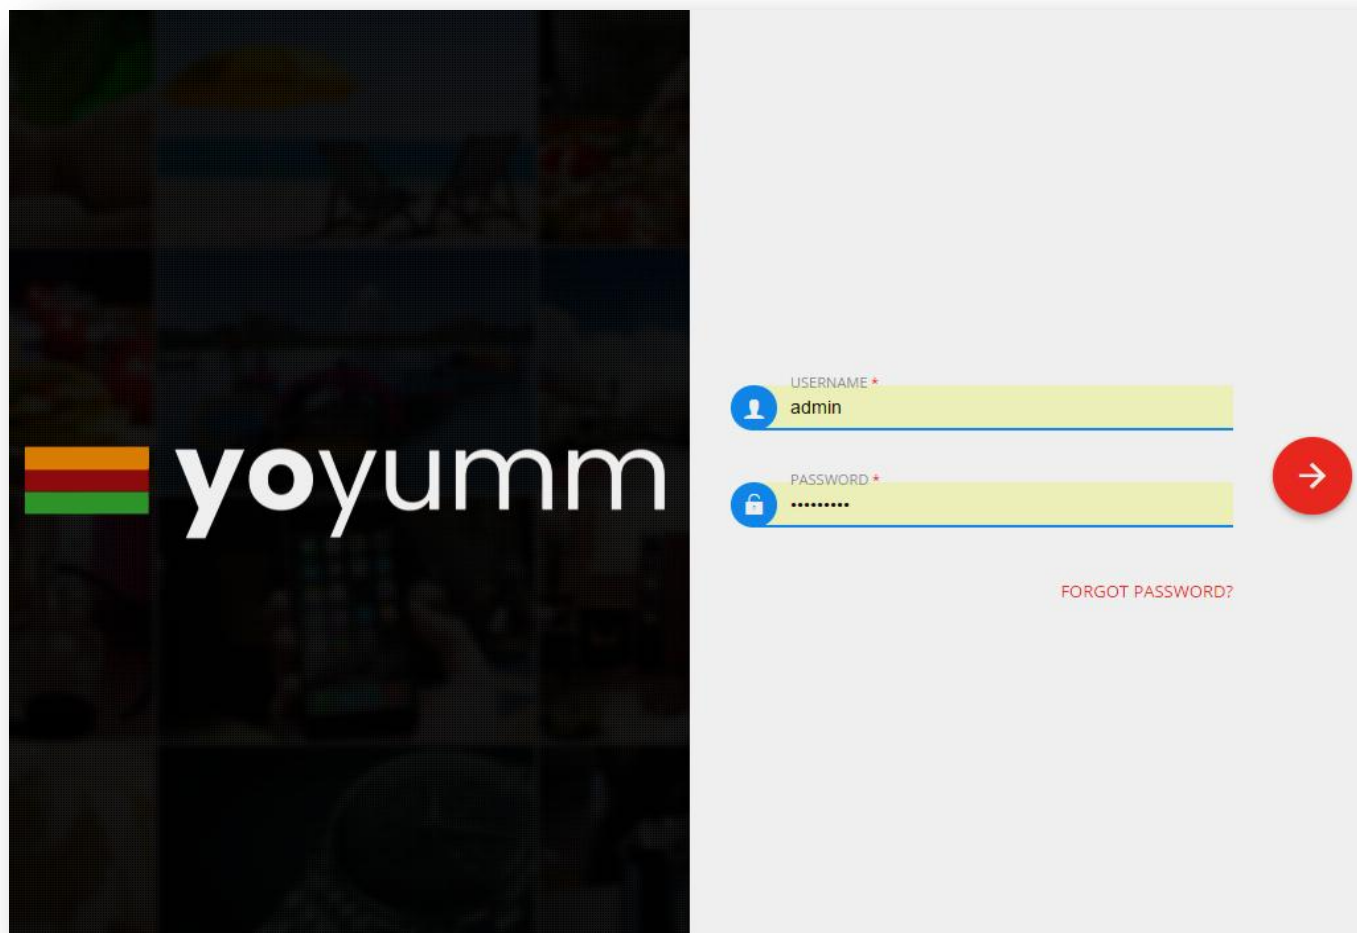 yoyumm
USERNAME *
admin
PASSWORD *
•••••••••
FORGOT PASSWORD?